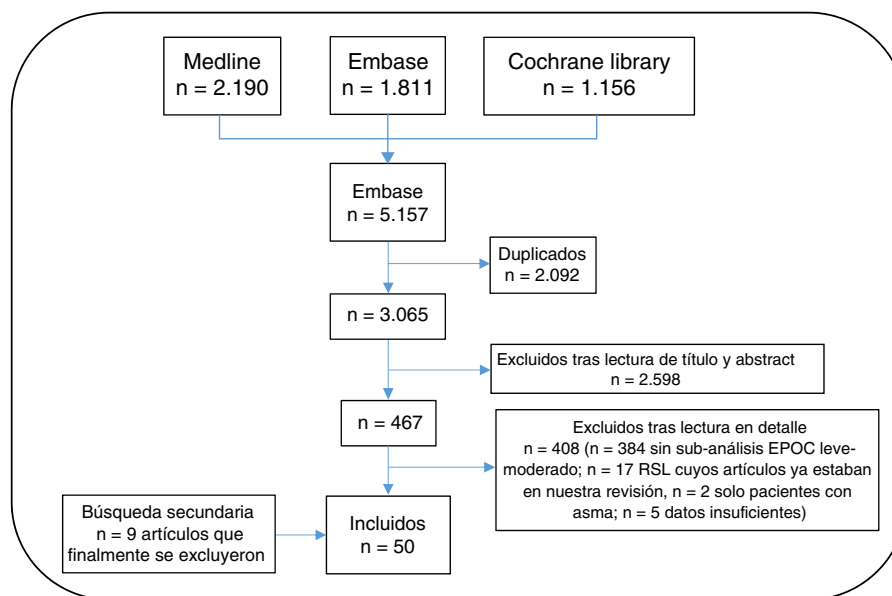 Medline
n = 2.190
Embase
n = 1.811
Cochrane library
n = 1.156
Embase
n = 5.157
Duplicados
n = 2.092
n = 3.065
Excluidos tras lectura de título y abstract
n = 2.598
n = 467
Excluidos tras lectura en detalle
n = 408 (n = 384 sin sub-análisis EPOC leve-
moderado; n = 17 RSL cuyos artículos ya estaban
en nuestra revisión, n = 2 solo pacientes con
asma; n = 5 datos insuficientes)
Búsqueda secundaria
n = 9 artículos que
finalmente se excluyeron
Incluidos
n = 50